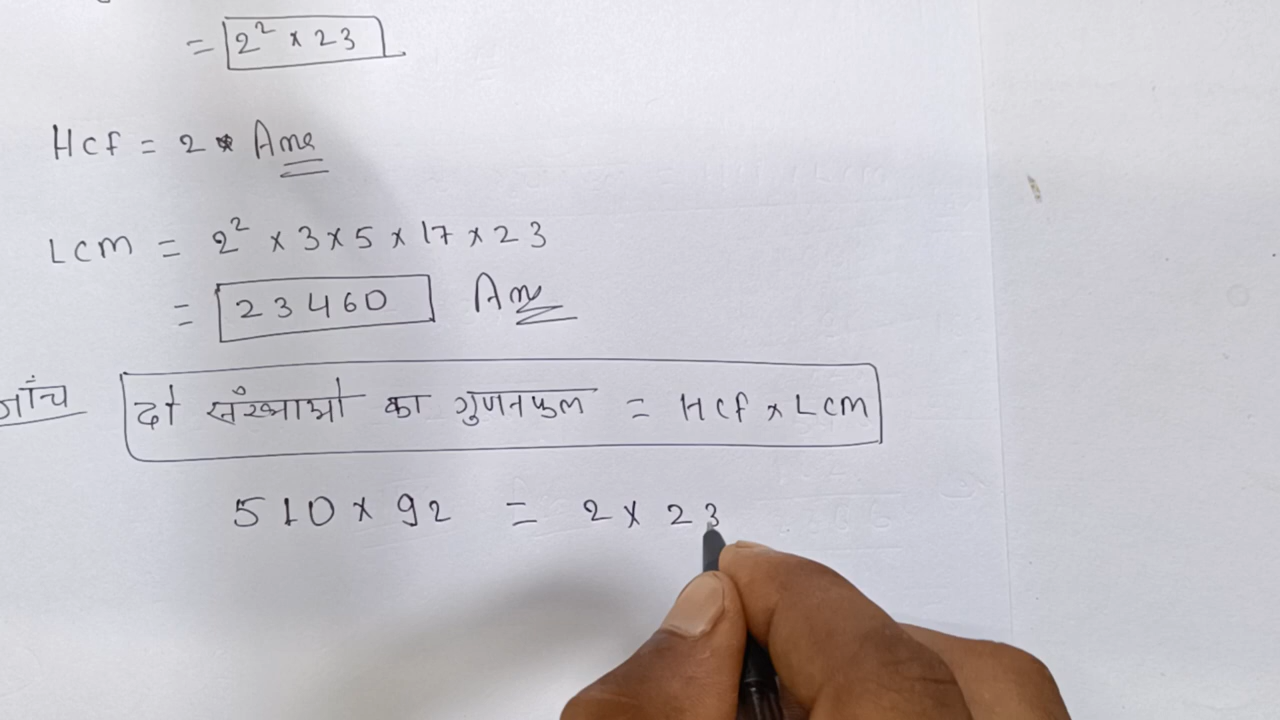 = 2² × 23
Hcf = 2 Ans
Lcm = 2² × 3 × 5 × 17 × 23
= 23460 Ans
जाँच दो संख्याओं का गुणनफल = Hcf × Lcm
510 × 92 = 2 × 23